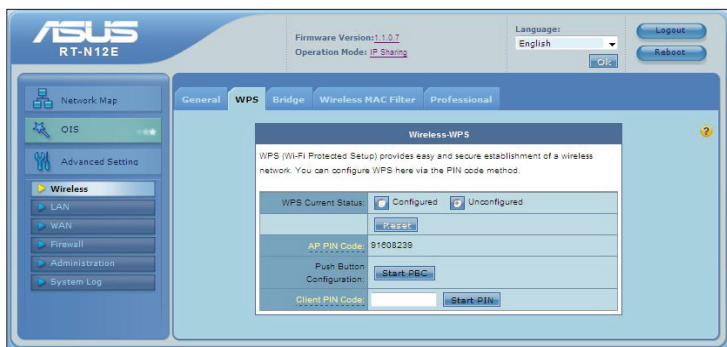 ASUS
RT-N12E
Firmware Version:1.1.0.7
Operation Mode: IP Sharing
Language:
English
OK
Logout
Reboot
Network Map
QIS
Advanced Setting
Wireless
LAN
WAN
Firewall
Administration
System Log
General WPS Bridge Wireless MAC Filter Professional
Wireless-WPS
WPS (Wi-Fi Protected Setup) provides easy and secure establishment of a wireless
network. You can configure WPS here via the PIN code method.
WPS Current Status: Configured Unconfigured
Reset
AP PIN Code: 91608239
Push Button
Configuration: Start PBC
Client PIN Code: Start PIN
?